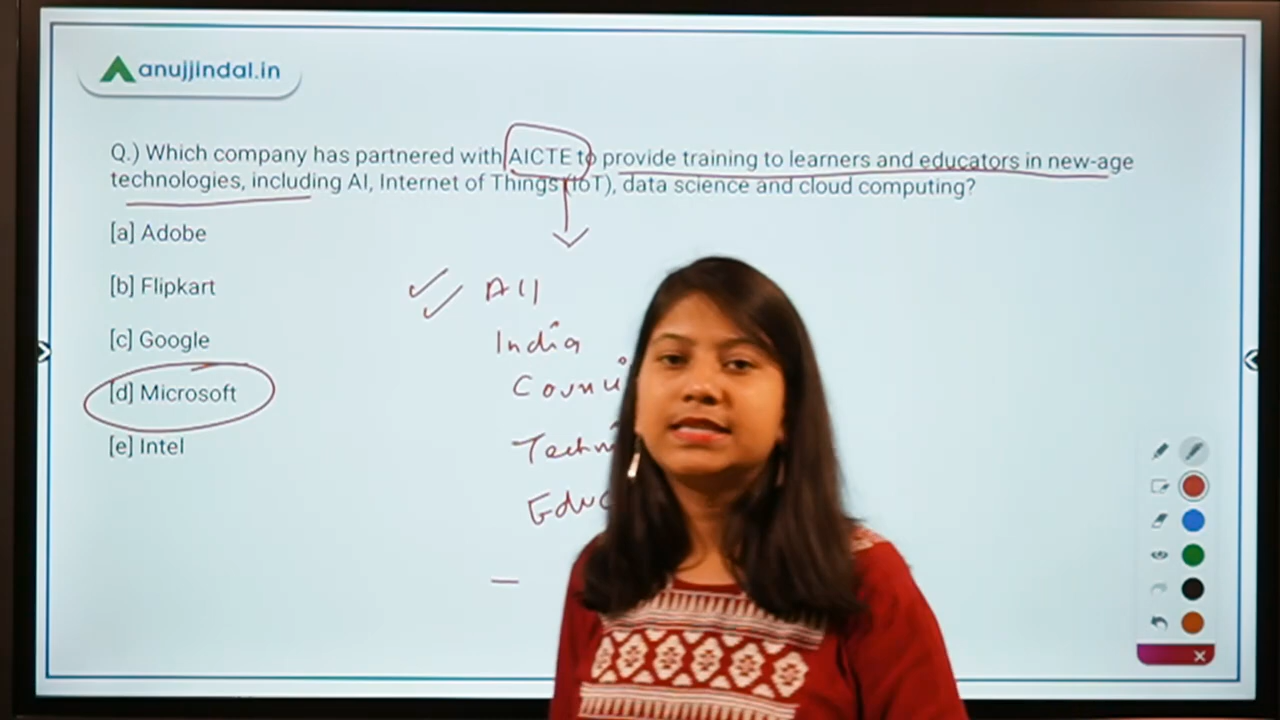 anujjindal.in
Q.) Which company has partnered with AICTE to provide training to learners and educators in new-age
technologies, including AI, Internet of Things (IoT), data science and cloud computing?
[a] Adobe
[b] Flipkart
[c] Google
[d] Microsoft
[e] Intel
All
India